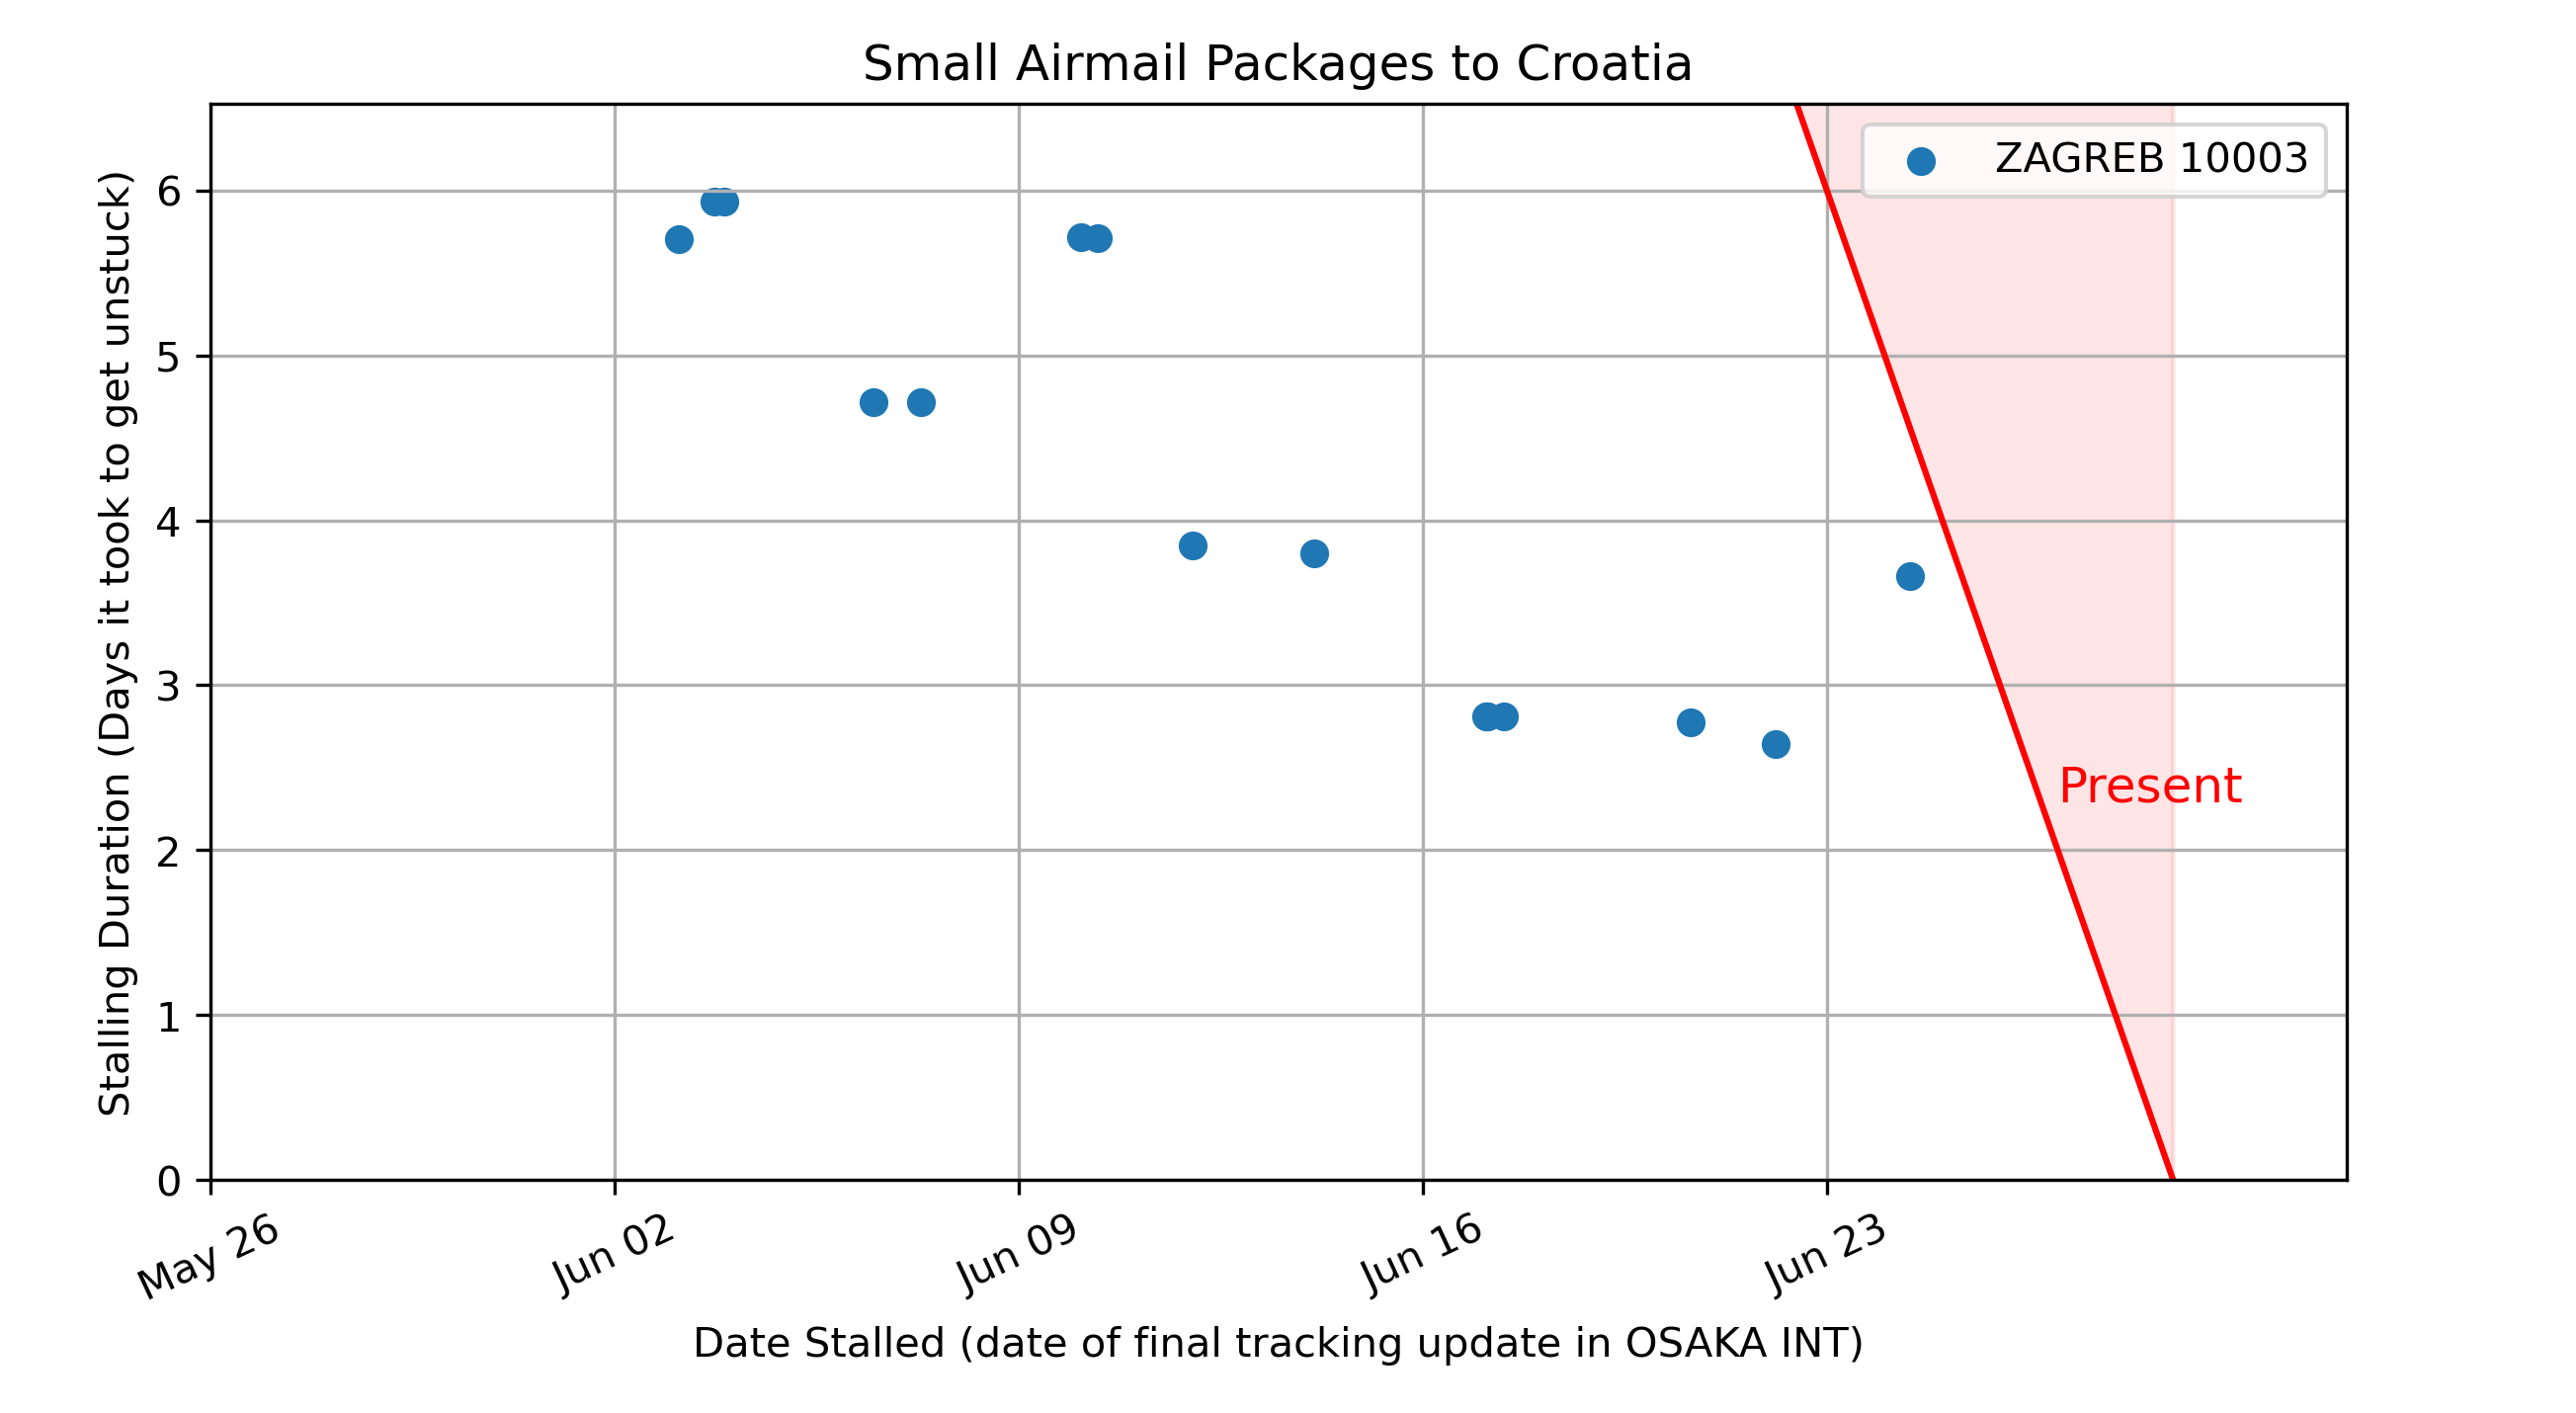 Small Airmail Packages to Croatia
ZAGREB 10003
Stalling Duration (Days it took to get unstuck)
6
5
4
3
2
1
0
Present
May 26
Jun 02
Jun 09
Jun 16
Jun 23
Date Stalled (date of final tracking update in OSAKA INT)